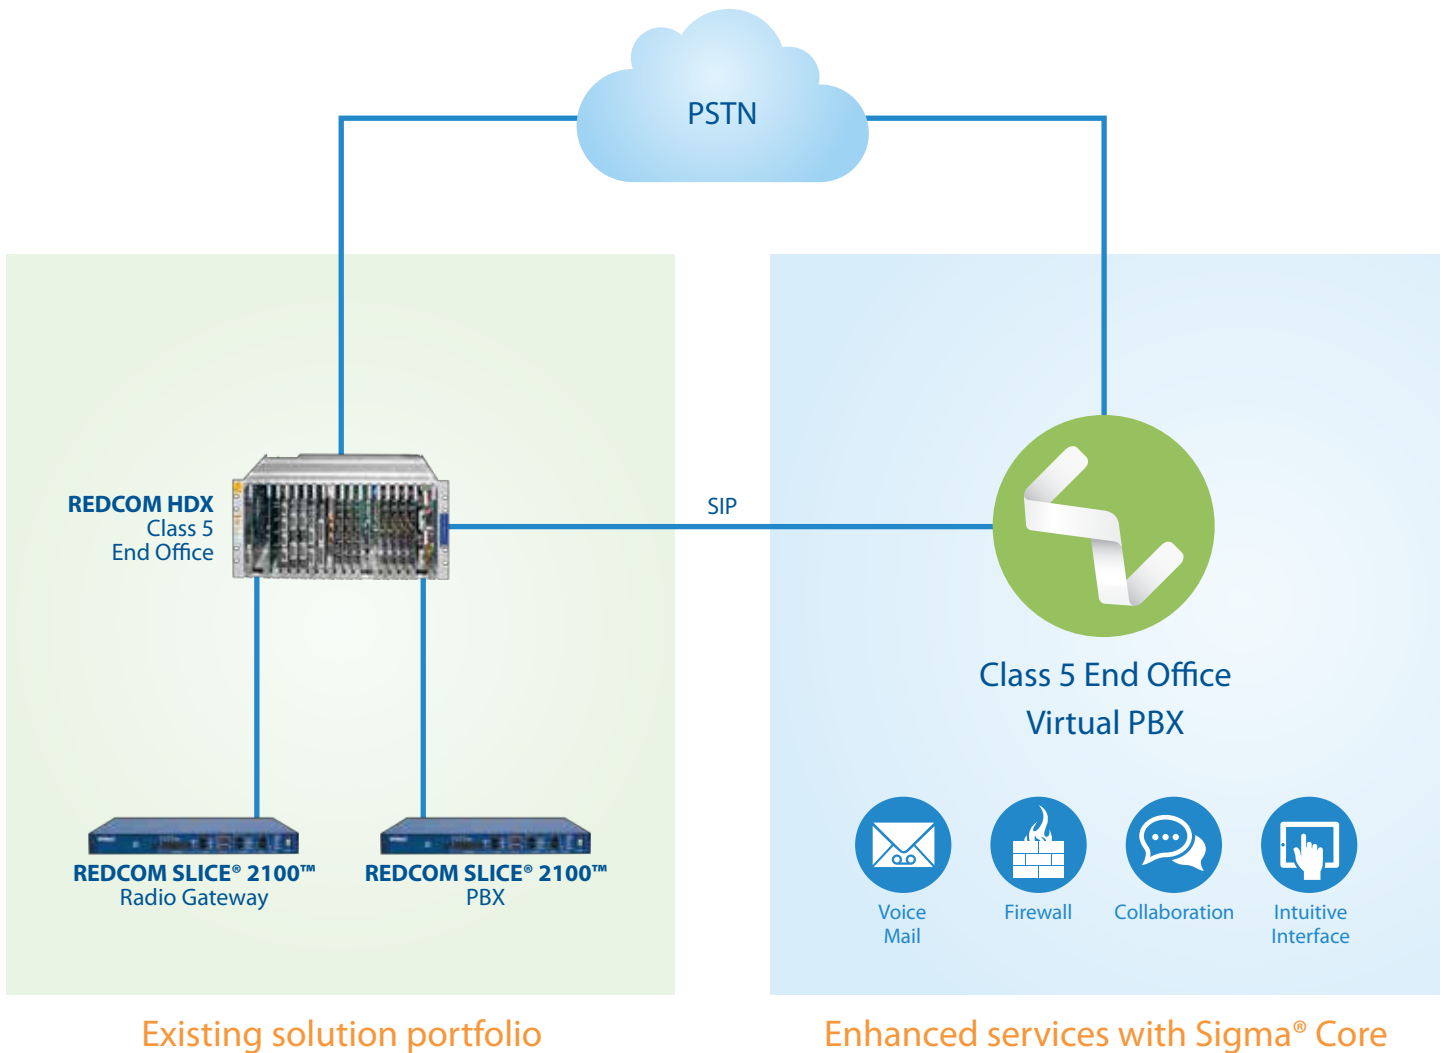 PSTN
REDCOM HDX
Class 5
End Office
SIP
Class 5 End Office
Virtual PBX
REDCOM SLICE® 2100™
Radio Gateway
REDCOM SLICE® 2100™
PBX
Voice
Mail
Firewall
Collaboration
Intuitive
Interface
Existing solution portfolio
Enhanced services with Sigma® Core